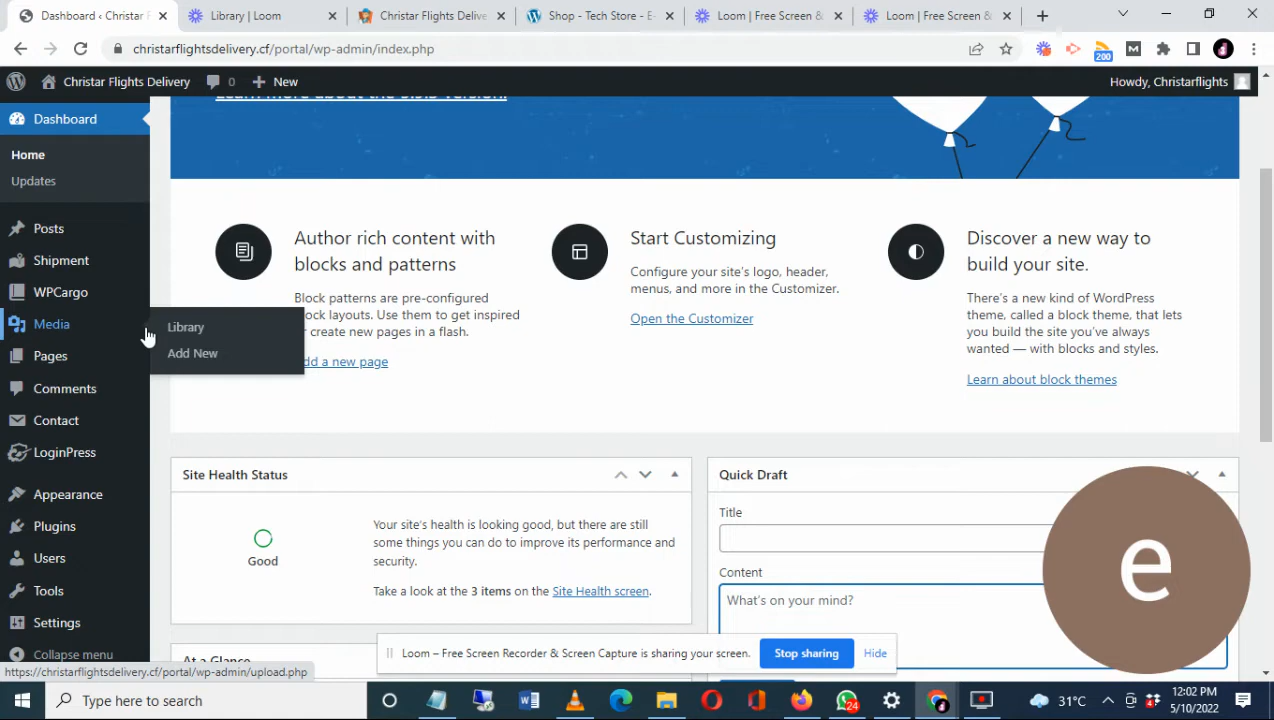 Dashboard ‹ Christar F
Library | Loom
Christar Flights Delive
Shop - Tech Store - E-
Loom | Free Screen &
Loom | Free Screen &
christarflightsdelivery.cf/portal/wp-admin/index.php
200
M
Christar Flights Delivery
0
New
Howdy, Christarflights
Dashboard
Home
Updates
Posts
Shipment
WPCargo
Media
Library
Add New
Pages
Comments
Contact
LoginPress
Appearance
Plugins
Users
Tools
Settings
Collapse menu
Author rich content with
blocks and patterns
Block patterns are pre-configured
block layouts. Use them to get inspired
create new pages in a flash.
dd a new page
Start Customizing
Configure your site's logo, header,
menus, and more in the Customizer.
Open the Customizer
Discover a new way to
build your site.
There's a new kind of WordPress
theme, called a block theme, that lets
you build the site you've always
wanted — with blocks and styles.
Learn about block themes
Site Health Status
Good
Your site's health is looking good, but there are still
some things you can do to improve its performance and
security.
Take a look at the 3 items on the Site Health screen.
Quick Draft
Title
Content
What's on your mind?
e
At a Glance
Loom – Free Screen Recorder & Screen Capture is sharing your screen.
Stop sharing
Hide
https://christarflightsdelivery.cf/portal/wp-admin/upload.php
Type here to search
24
31°C
12:02 PM
5/10/2022